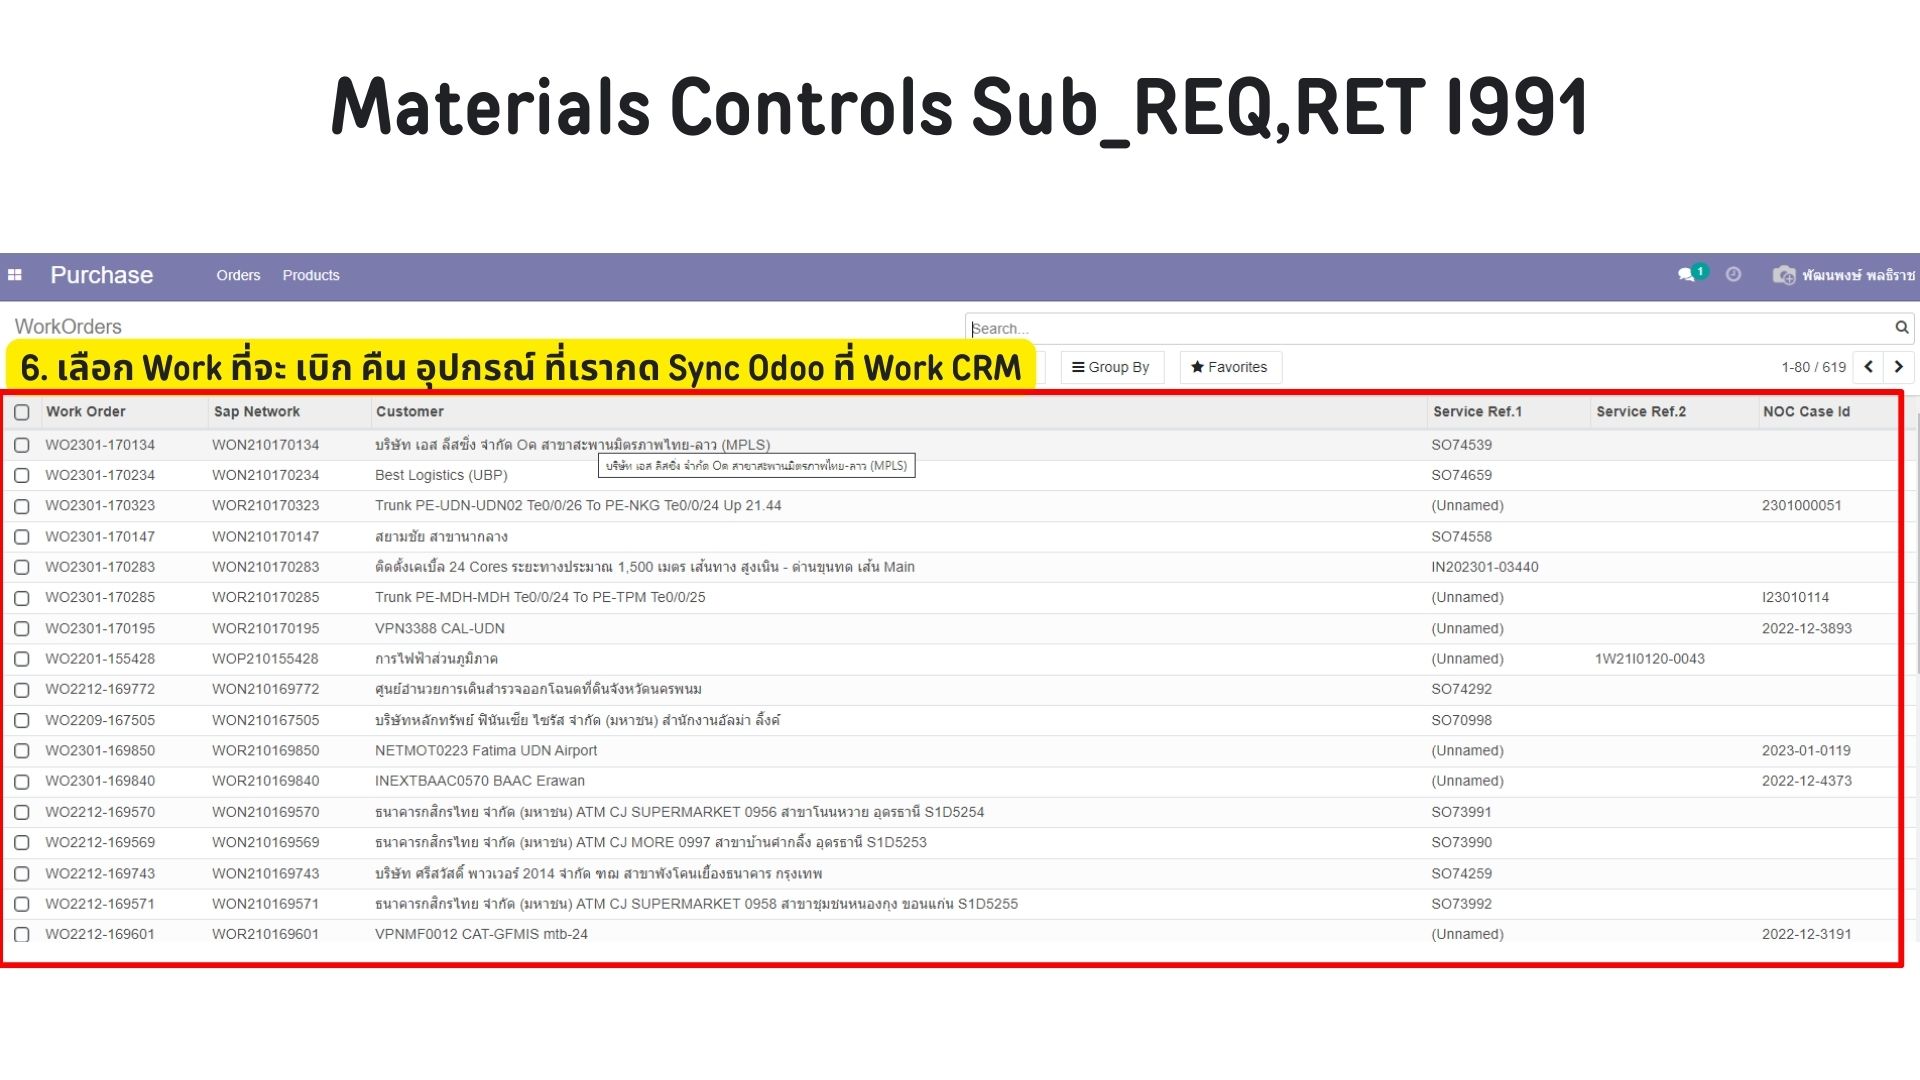 Materials Controls Sub_REQ,RET I991
Purchase Orders Products 1 พัฒนพงษ์ พลธิราช
WorkOrders Search...
6. เลือก Work ที่จะ เบิก คืน อุปกรณ์ ที่เรากด Sync Odoo ที่ Work CRM Group By Favorites 1-80 / 619
Work Order Sap Network Customer Service Ref.1 Service Ref.2 NOC Case Id
WO2301-170134 WON210170134 บริษัท เอส ลีสซิ่ง จำกัด Oค สาขาสะพานมิตรภาพไทย-ลาว (MPLS) SO74539
บริษัท เอส ลีสซิ่ง จำกัด Oค สาขาสะพานมิตรภาพไทย-ลาว (MPLS)
WO2301-170234 WON210170234 Best Logistics (UBP) SO74659
WO2301-170323 WOR210170323 Trunk PE-UDN-UDN02 Te0/0/26 To PE-NKG Te0/0/24 Up 21.44 (Unnamed) 2301000051
WO2301-170147 WON210170147 สยามชัย สาขานากลาง SO74558
WO2301-170283 WON210170283 ติดตั้งเคเบิ้ล 24 Cores ระยะทางประมาณ 1,500 เมตร เส้นทาง สูงเนิน - ด่านขุนทด เส้น Main IN202301-03440
WO2301-170285 WOR210170285 Trunk PE-MDH-MDH Te0/0/24 To PE-TPM Te0/0/25 (Unnamed) I23010114
WO2301-170195 WOR210170195 VPN3388 CAL-UDN (Unnamed) 2022-12-3893
WO2201-155428 WOP210155428 การไฟฟ้าส่วนภูมิภาค (Unnamed) 1W21I0120-0043
WO2212-169772 WON210169772 ศูนย์อำนวยการเดินสำรวจออกโฉนดที่ดินจังหวัดนครพนม SO74292
WO2209-167505 WON210167505 บริษัทหลักทรัพย์ ฟินันเซีย ไซรัส จำกัด (มหาชน) สำนักงานอัลม่า ลิ้งค์ SO70998
WO2301-169850 WOR210169850 NETMOT0223 Fatima UDN Airport (Unnamed) 2023-01-0119
WO2301-169840 WOR210169840 INEXTBAAC0570 BAAC Erawan (Unnamed) 2022-12-4373
WO2212-169570 WON210169570 ธนาคารกสิกรไทย จำกัด (มหาชน) ATM CJ SUPERMARKET 0956 สาขาโนนหวาย อุดรธานี S1D5254 SO73991
WO2212-169569 WON210169569 ธนาคารกสิกรไทย จำกัด (มหาชน) ATM CJ MORE 0997 สาขาบ้านศากลิ้ง อุดรธานี S1D5253 SO73990
WO2212-169743 WON210169743 บริษัท ศรีสวัสดิ์ พาวเวอร์ 2014 จำกัด ฑฌ สาขาพังโคนเยื้องธนาคาร กรุงเทพ SO74259
WO2212-169571 WON210169571 ธนาคารกสิกรไทย จำกัด (มหาชน) ATM CJ SUPERMARKET 0958 สาขาชุมชนหนองกุง ขอนแก่น S1D5255 SO73992
WO2212-169601 WOR210169601 VPNMF0012 CAT-GFMIS mtb-24 (Unnamed) 2022-12-3191